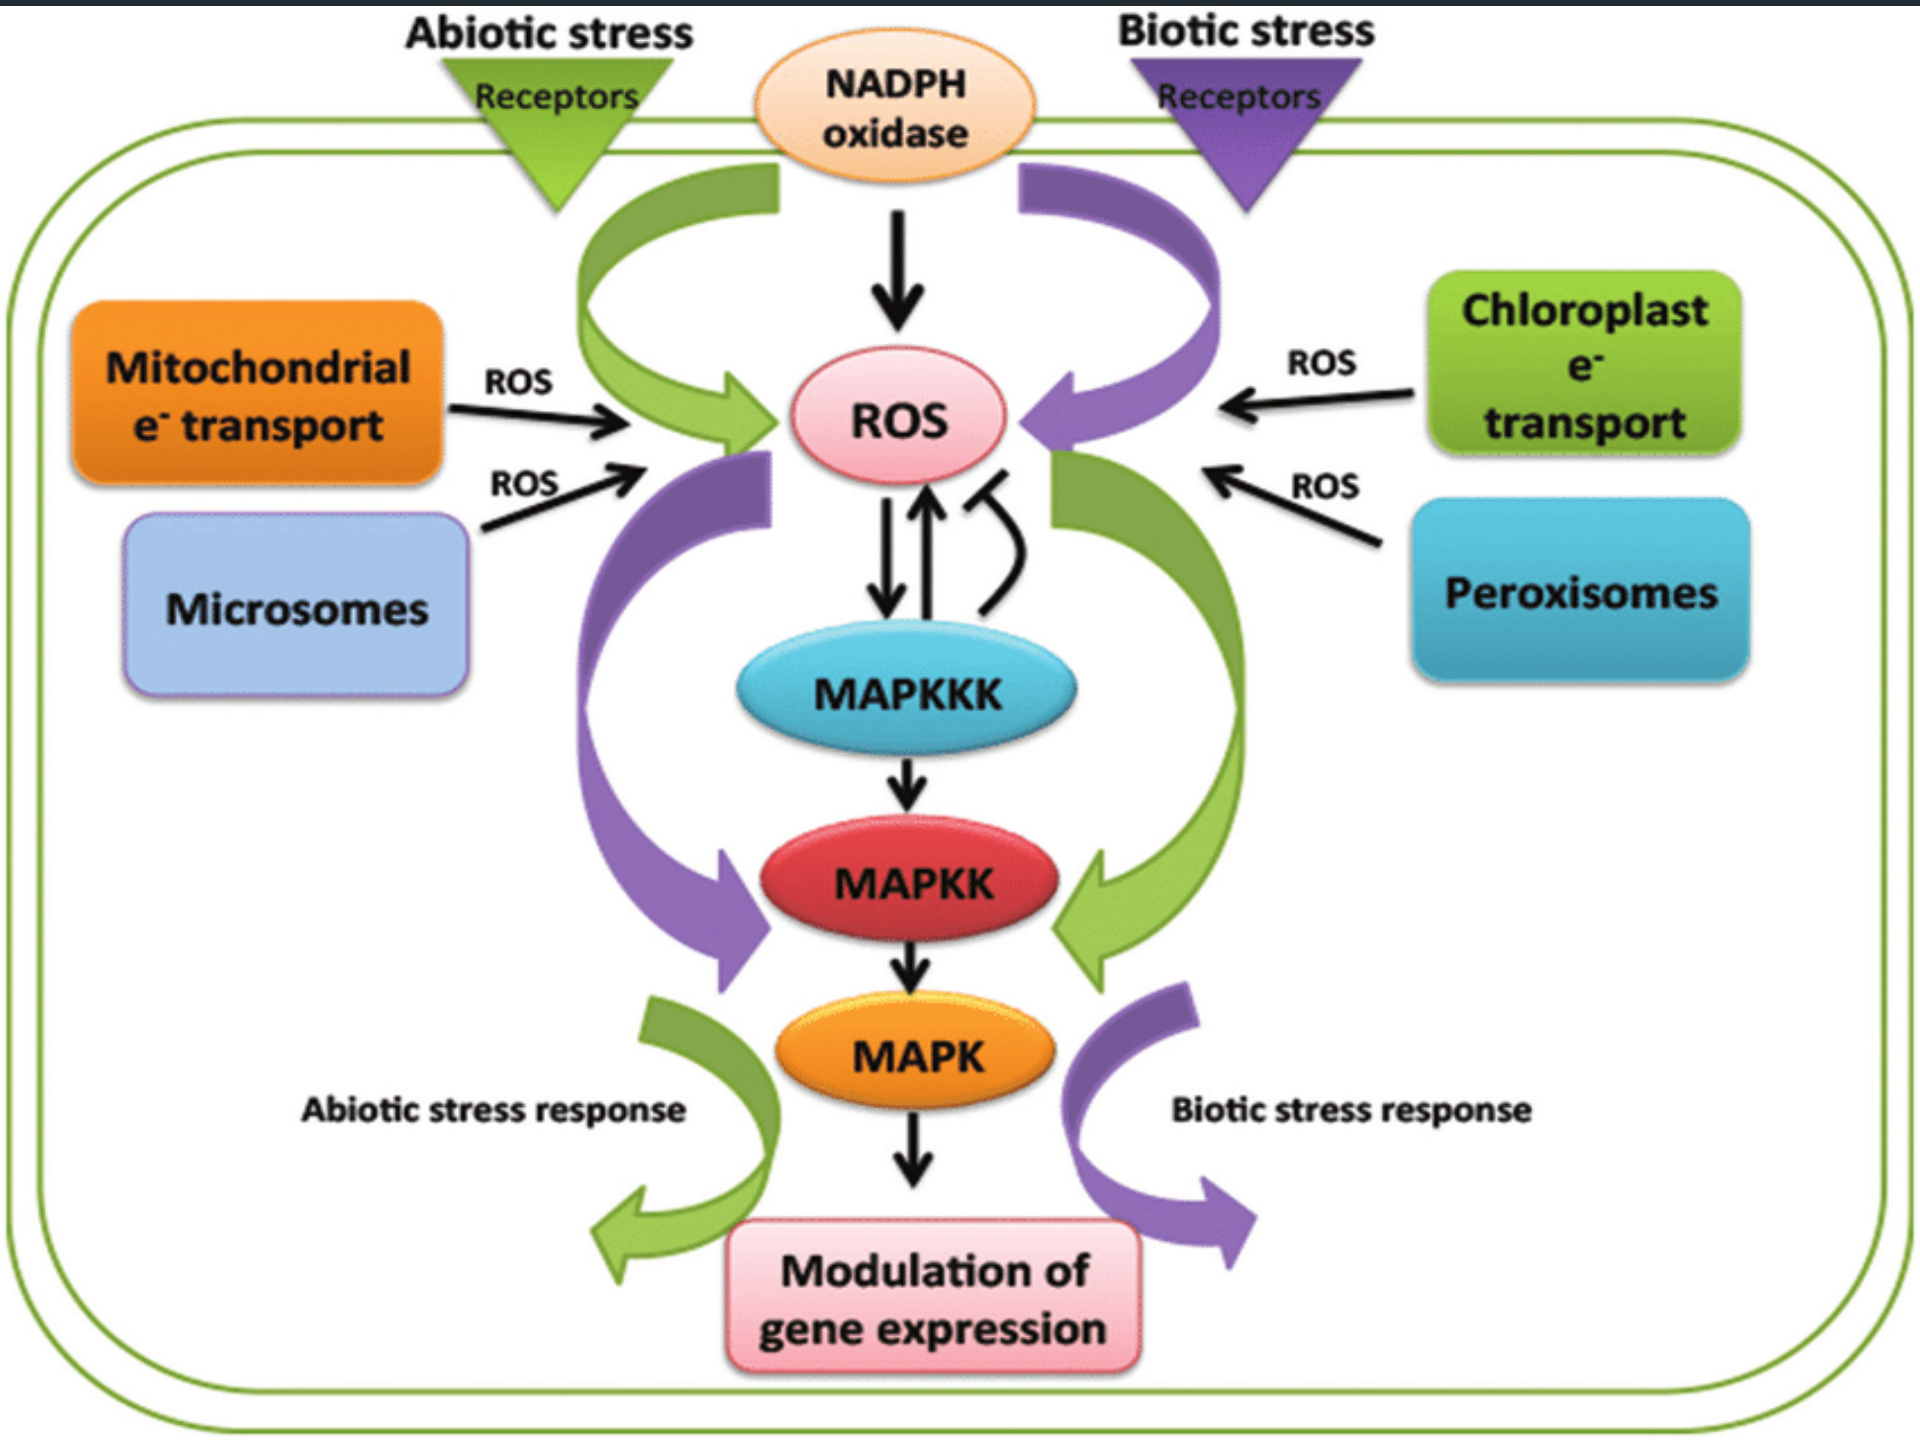 Abiotic stress
Receptors
NADPH
oxidase
Biotic stress
Receptors
Mitochondrial
e⁻ transport
ROS
ROS
Microsomes
ROS
Chloroplast
e⁻
transport
ROS
ROS
Peroxisomes
MAPKKK
MAPKK
MAPK
Abiotic stress response
Biotic stress response
Modulation of
gene expression